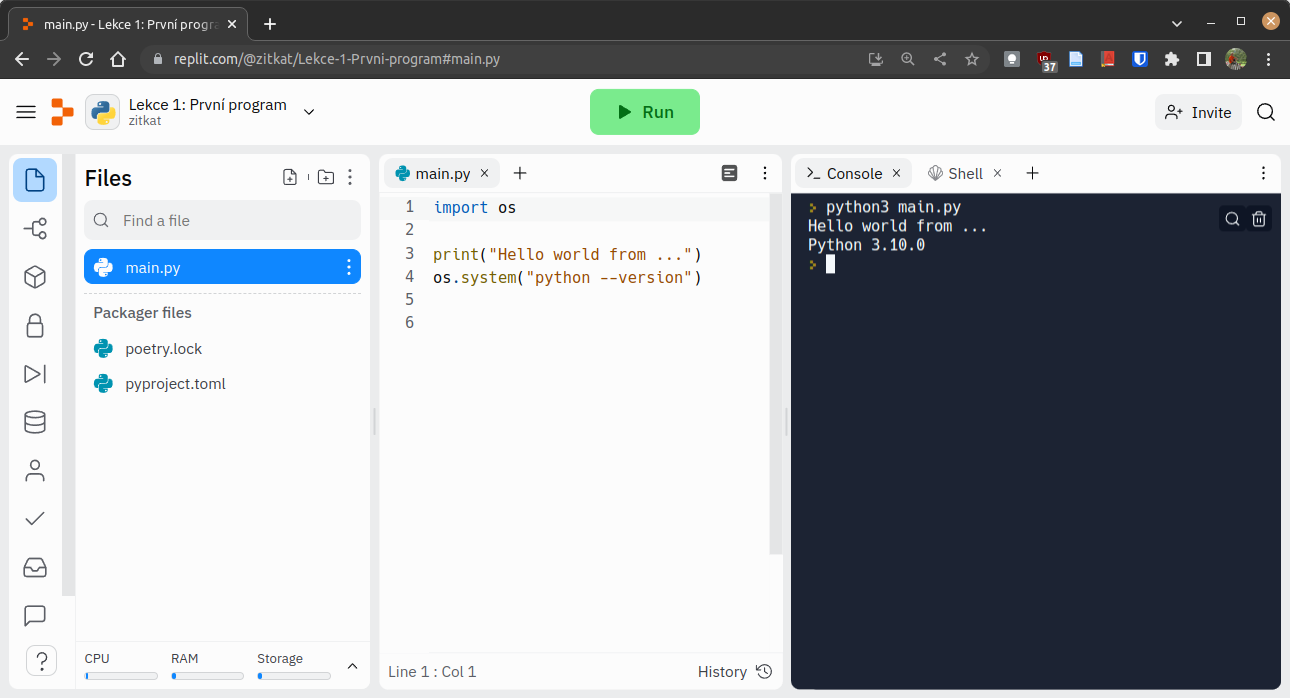 main.py - Lekce 1: První progra
replit.com/@zitkat/Lekce-1-Prvni-program#main.py
37
Lekce 1: První program
zitkat
Run
Invite
Files
Find a file
main.py
Packager files
poetry.lock
pyproject.toml
CPU
RAM
Storage
?
main.py
1 import os
2
3 print("Hello world from ...")
4 os.system("python --version")
5
6
Line 1 : Col 1
History
Console
Shell
python3 main.py
Hello world from ...
Python 3.10.0